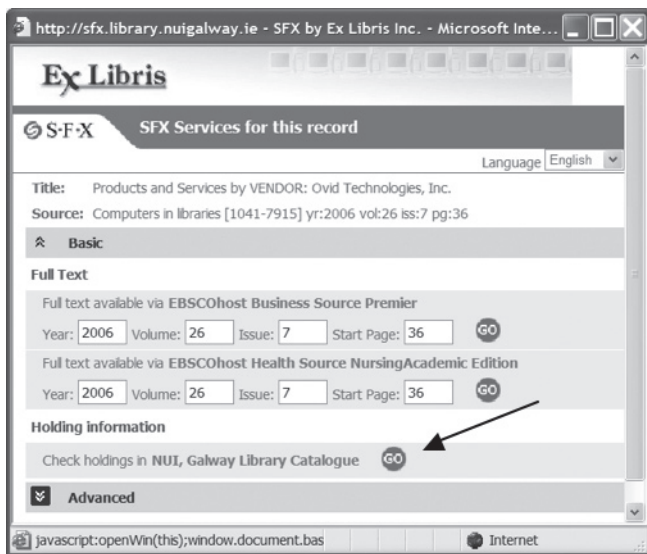 http://sfx.library.nuigalway.ie - SFX by Ex Libris Inc. - Microsoft Inte...
Ex Libris
S·F·X SFX Services for this record
Language English
Title: Products and Services by VENDOR: Ovid Technologies, Inc.
Source: Computers in libraries [1041-7915] yr:2006 vol:26 iss:7 pg:36
Basic
Full Text
Full text available via EBSCOhost Business Source Premier
Year: 2006 Volume: 26 Issue: 7 Start Page: 36 GO
Full text available via EBSCOhost Health Source NursingAcademic Edition
Year: 2006 Volume: 26 Issue: 7 Start Page: 36 GO
Holding information
Check holdings in NUI, Galway Library Catalogue GO
Advanced
javascript:openWin(this);window.document.bas Internet